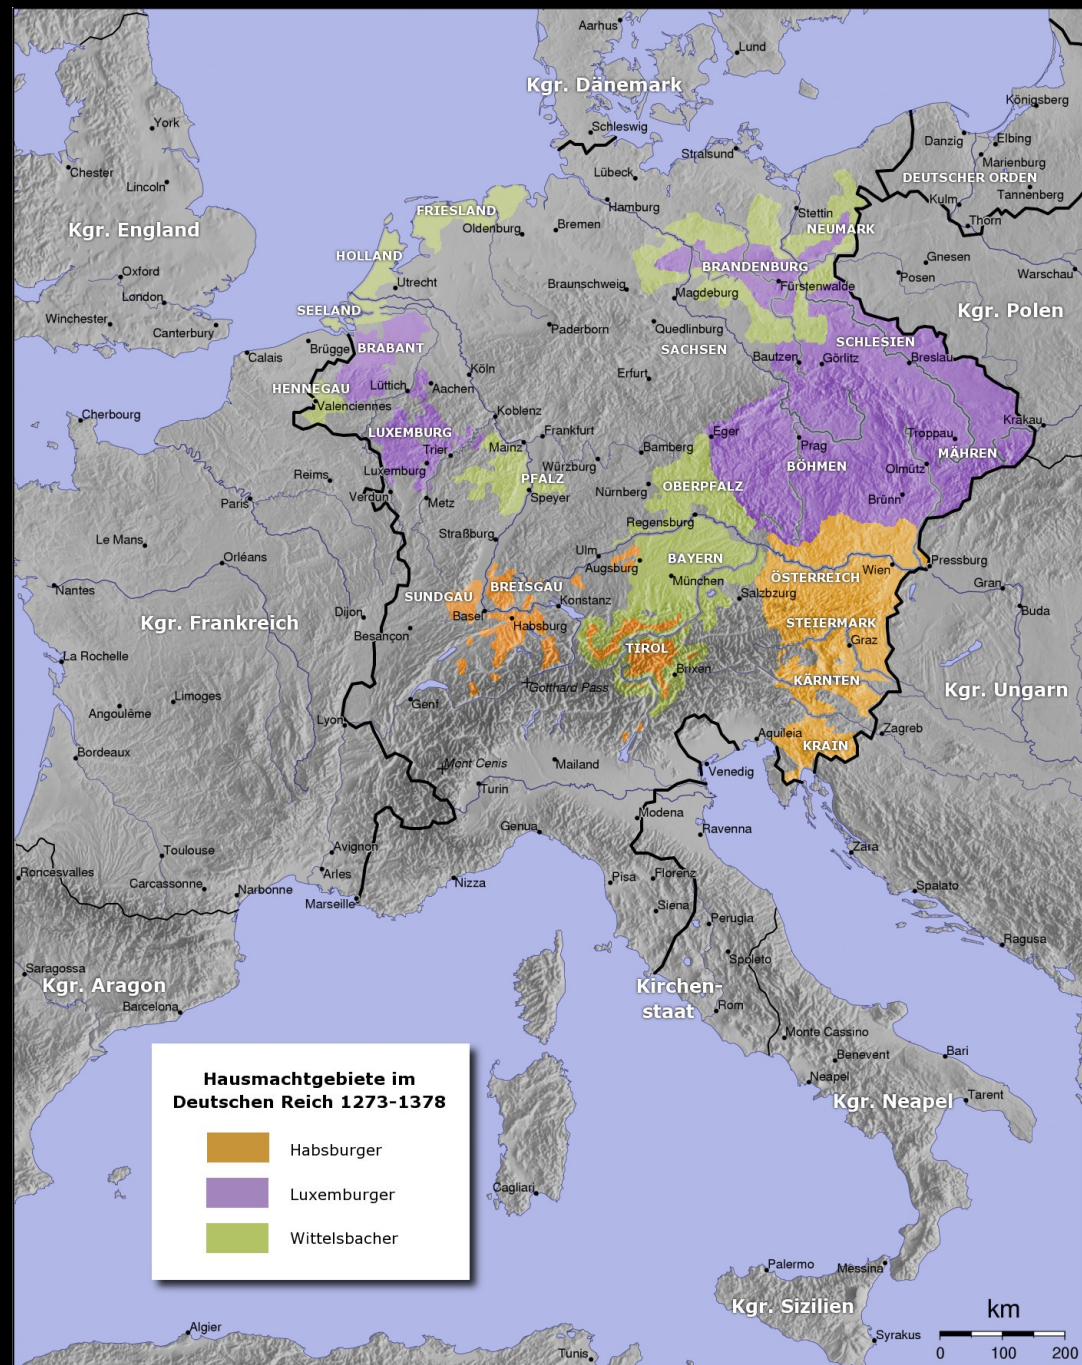 Aarhus
Lund
Kgr. Dänemark
Königsberg
York
Schleswig
Danzig
Elbing
Stralsund
Marienburg
Chester
Lübeck
DEUTSCHER ORDEN
Lincoln
Tannenberg
Kulm
FRIESLAND
Hamburg
Stettin
Thorn
Kgr. England
Oldenburg
Bremen
NEUMARK
HOLLAND
Gnesen
BRANDENBURG
Oxford
Utrecht
Braunschweig
Fürstenwalde
Posen
Warschau
London
Magdeburg
SEELAND
Kgr. Polen
Winchester
Canterbury
Paderborn
Quedlinburg
SCHLESIEN
Calais
Brügge
BRABANT
SACHSEN
Bautzen
Görlitz
Breslau
Köln
Erfurt
HENNEGAU
Lüttich
Aachen
Valenciennes
Cherbourg
Koblenz
Krakau
LUXEMBURG
Frankfurt
Eger
Troppau
Trier
Mainz
Bamberg
Prag
MÄHREN
Luxemburg
Würzburg
BÖHMEN
Olmütz
Reims
PFALZ
Nürnberg
OBERPFALZ
Verdun
Metz
Speyer
Brünn
Paris
Regensburg
Straßburg
Le Mans
Ulm
Orléans
Augsburg
BAYERN
Wien
Pressburg
Nantes
BREISGAU
München
ÖSTERREICH
Gran
SUNDGAU
Konstanz
Salzbzurg
Buda
Dijon
Basel
Kgr. Frankreich
Habsburg
STEIERMARK
Besançon
Graz
La Rochelle
TIROL
Brixen
KÄRNTEN
Gotthard Pass
Kgr. Ungarn
Limoges
Genf
Angoulême
Lyon
Zagreb
Aquileia
Bordeaux
KRAIN
Mont Cenis
Mailand
Venedig
Turin
Modena
Genua
Ravenna
Toulouse
Avignon
Zara
Roncesvalles
Arles
Pisa
Florenz
Carcassonne
Narbonne
Nizza
Spalato
Marseille
Siena
Perugia
Ragusa
Spoleto
Saragossa
Kgr. Aragon
Kirchen-
staat
Barcelona
Rom
Monte Cassino
Bari
Benevent
Neapel
Tarent
Kgr. Neapel
Hausmachtgebiete im
Deutschen Reich 1273-1378
Habsburger
Luxemburger
Wittelsbacher
Cagliari
Palermo
Messina
Kgr. Sizilien
km
Algier
Syrakus
Tunis
0 100 200